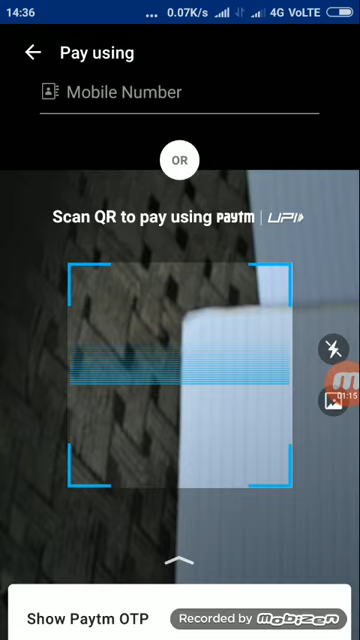 14:36 ... 0.07K/s 4G VoLTE
Pay using
Mobile Number
OR
Scan QR to pay using Paytm | UPI
01:15
Show Paytm OTP
Recorded by Mobizen